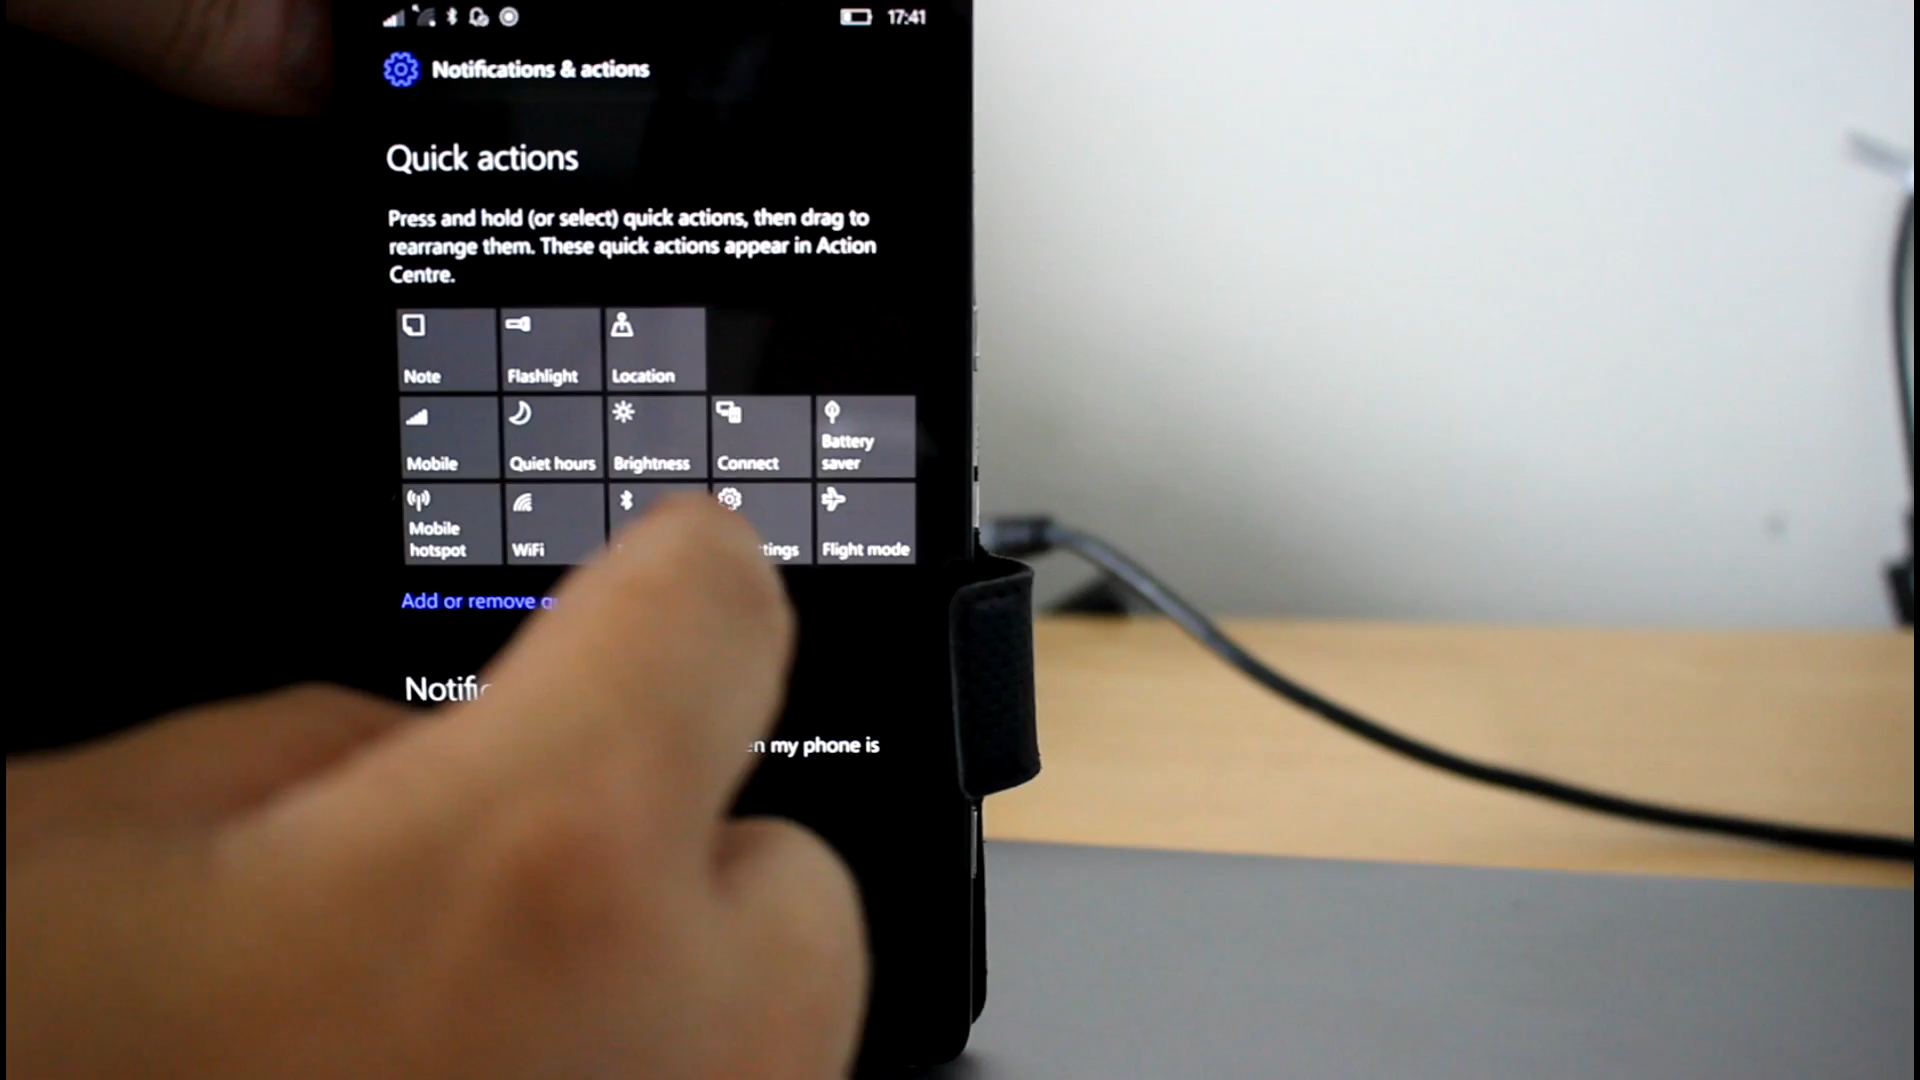 17:41
Notifications & actions
Quick actions
Press and hold (or select) quick actions, then drag to
rearrange them. These quick actions appear in Action
Centre.
Note
Flashlight
Location
Mobile
Quiet hours
Brightness
Connect
Battery
saver
Mobile
hotspot
WiFi
Flight mode
Add or remove
my phone is